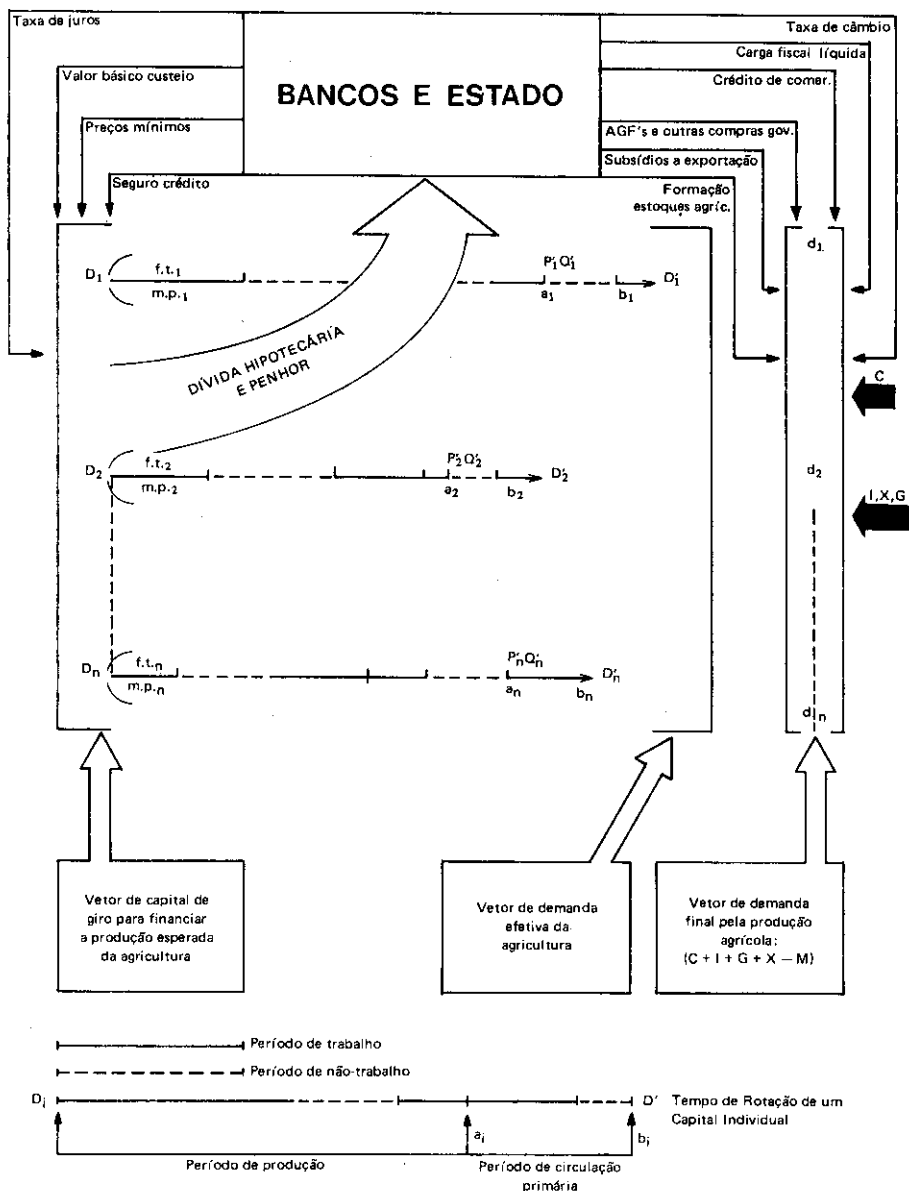 Taxa de juros
Valor básico custeio
Preços mínimos
Seguro crédito
BANCOS E ESTADO
Taxa de câmbio
Carga fiscal líquida
Crédito de comer.
AGF's e outras compras gov.
Subsídios a exportação
Formação
estoques agríc.
D1 f.t.1 P'1Q'1 D'1
m.p.1 a1 b1
d1
DÍVIDA HIPOTECÁRIA
E PENHOR
C
D2 f.t.2 P'2Q'2 D'2
m.p.2 a2 b2
d2
I,X,G
Dn f.t.n P'nQ'n D'n
m.p.n an bn
dn
Vetor de capital de
giro para financiar
a produção esperada
da agricultura
Vetor de demanda
efetiva da
agricultura
Vetor de demanda
final pela produção
agrícola:
(C + I + G + X — M)
Período de trabalho
Período de não-trabalho
Di D' Tempo de Rotação de um
Capital Individual
ai bi
Período de produção
Período de circulação
primária